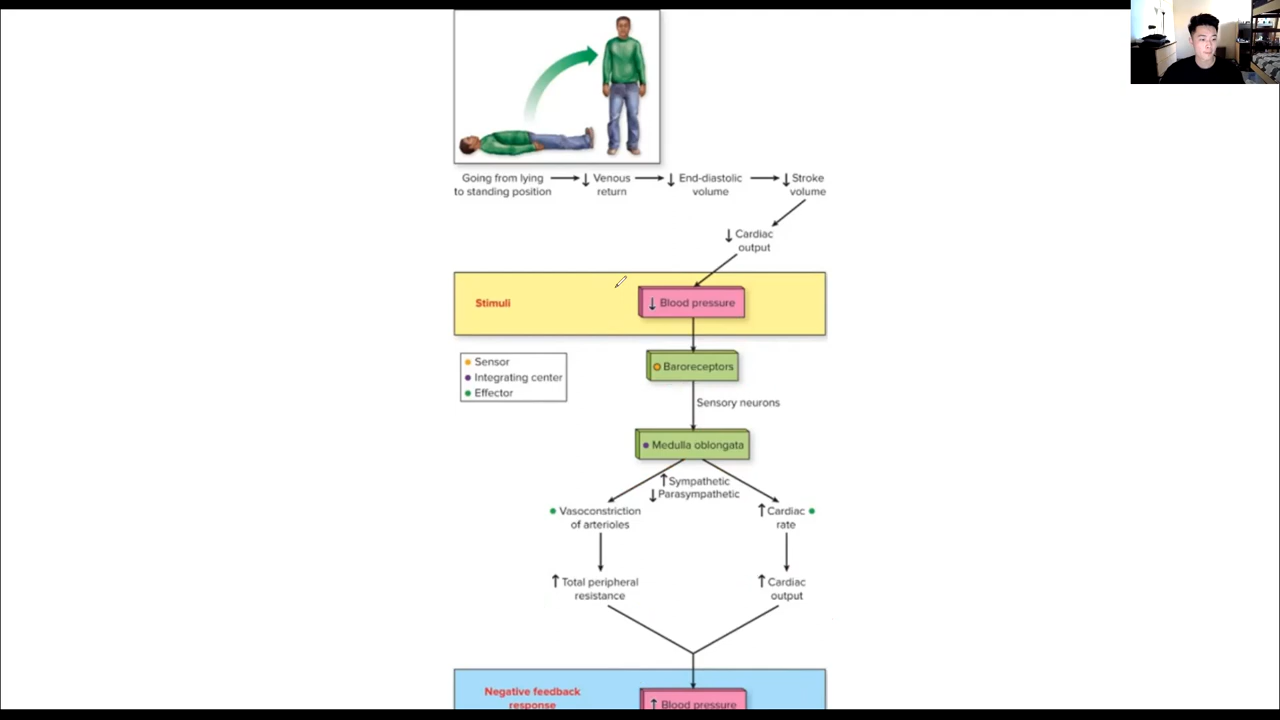 Going from lying
to standing position
↓ Venous
return
↓ End-diastolic
volume
↓ Stroke
volume
↓ Cardiac
output
Stimuli
↓ Blood pressure
Sensor
Integrating center
Effector
Baroreceptors
Sensory neurons
Medulla oblongata
↑ Sympathetic
↓ Parasympathetic
Vasoconstriction
of arterioles
↑ Cardiac
rate
↑ Total peripheral
resistance
↑ Cardiac
output
Negative feedback
response
↑ Blood pressure